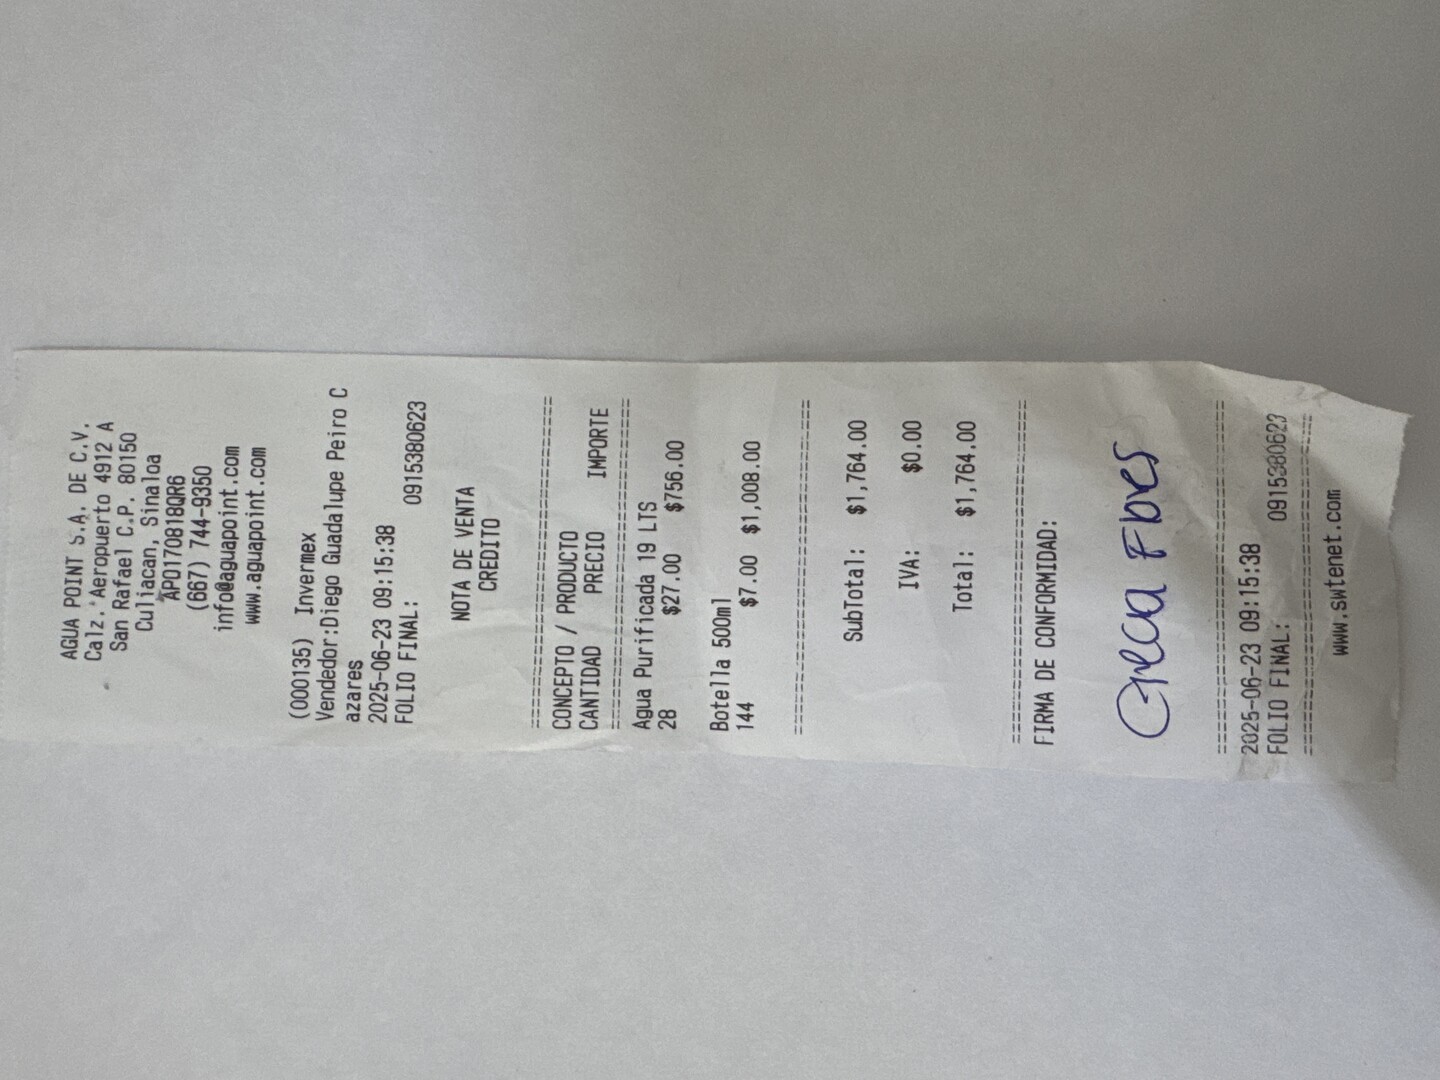 AGUA POINT S.A. DE C.V.
Calz. Aeropuerto 4912 A
San Rafael C.P. 80150
Culiacan, Sinaloa
APO170818QR6
(667) 744-9350
info@aguapoint.com
www.aguapoint.com
(000135) Invermex
Vendedor:Diego Guadalupe Peiro C
azares
2025-06-23 09:15:38
FOLIO FINAL: 0915380623
NOTA DE VENTA
CREDITO
================================
CONCEPTO / PRODUCTO
CANTIDAD PRECIO IMPORTE
================================
Agua Purificada 19 LTS
28 $27.00 $756.00
Botella 500ml
144 $7.00 $1,008.00
================================
SubTotal: $1,764.00
IVA: $0.00
Total: $1,764.00
================================
FIRMA DE CONFORMIDAD:
Grecia Flores
================================
2025-06-23 09:15:38
FOLIO FINAL: 0915380623
================================
www.swtenet.com